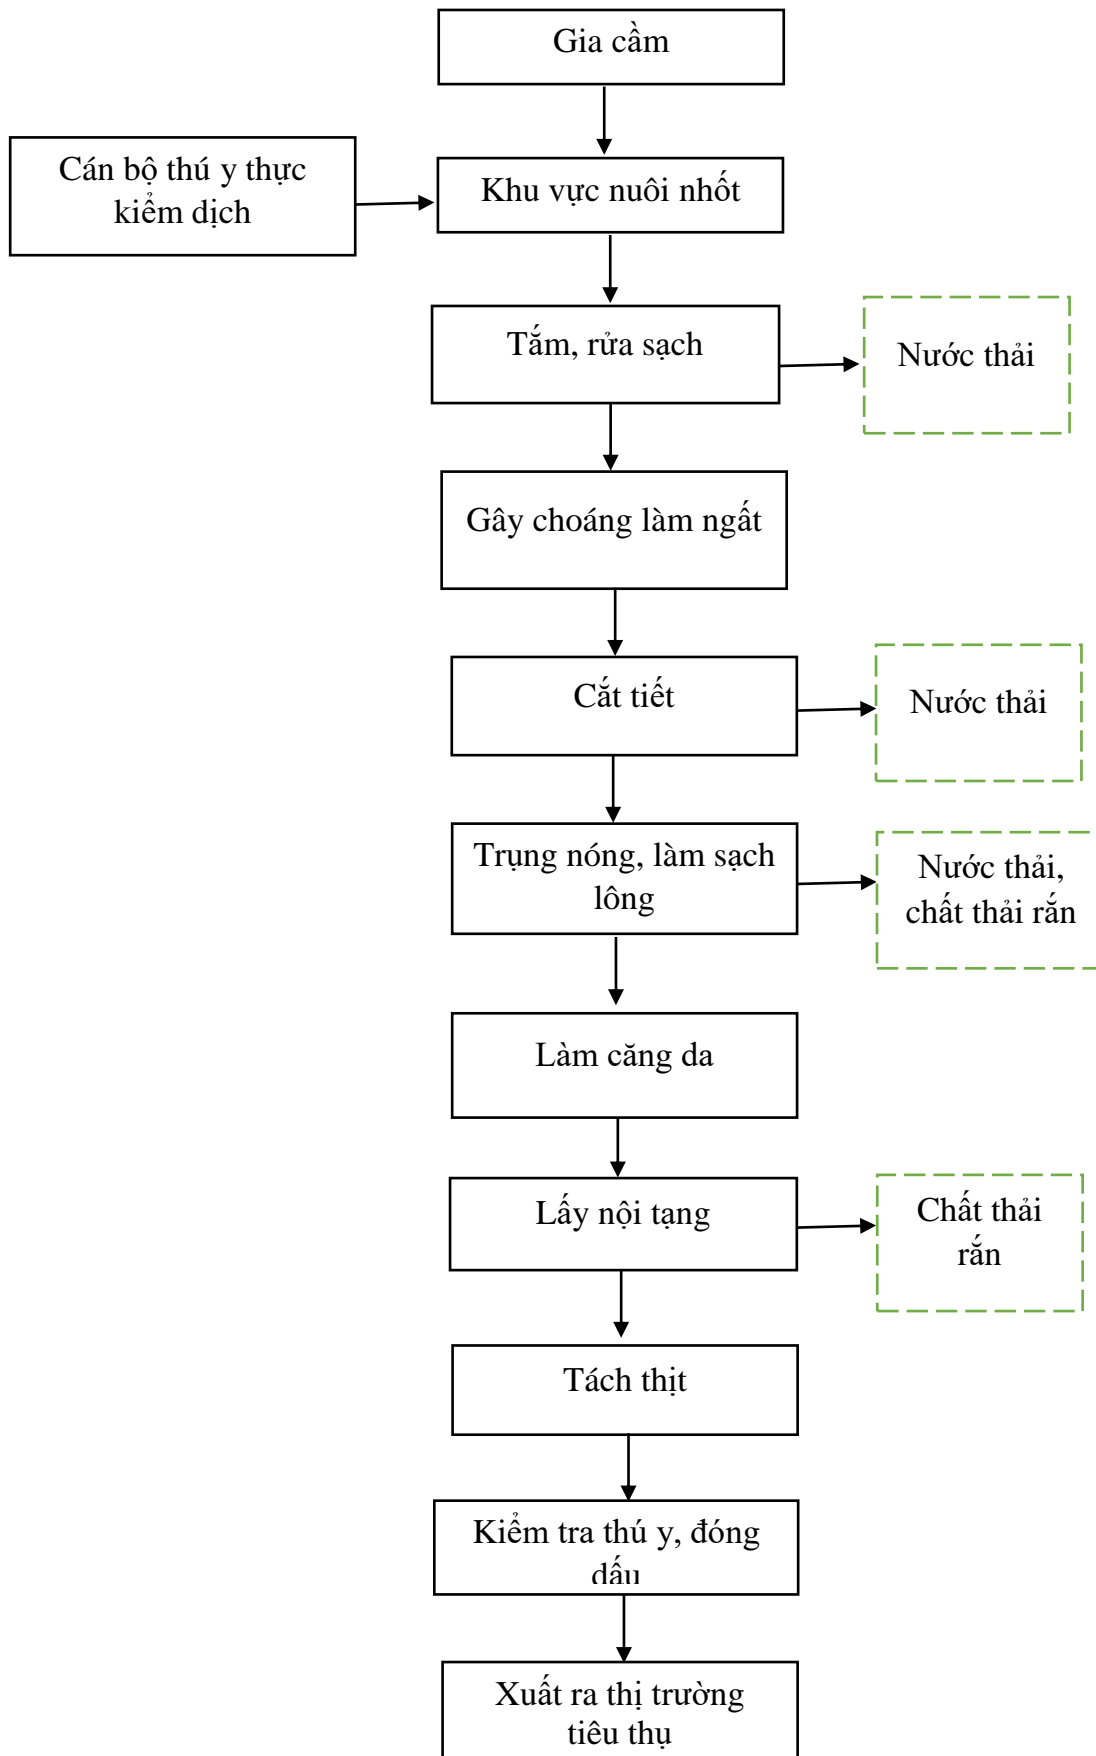 Gia cầm
Cán bộ thú y thực
kiểm dịch
Khu vực nuôi nhốt
Tắm, rửa sạch
Nước thải
Gây choáng làm ngất
Cắt tiết
Nước thải
Trụng nóng, làm sạch
lông
Nước thải,
chất thải rắn
Làm căng da
Lấy nội tạng
Chất thải
rắn
Tách thịt
Kiểm tra thú y, đóng
dấu
Xuất ra thị trường
tiêu thụ